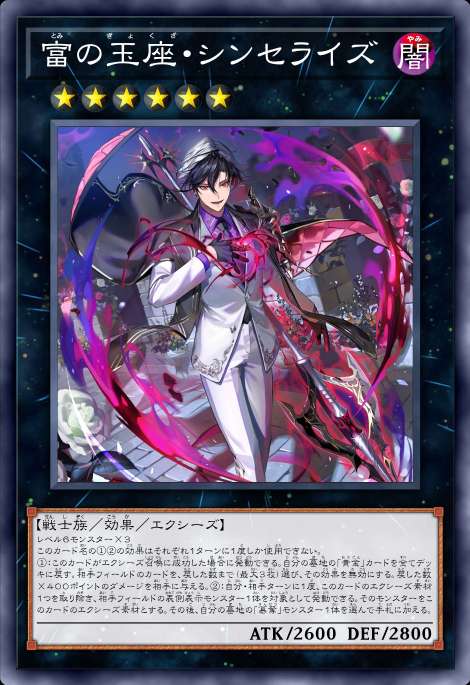 富の玉座・シンセライズ
闇
【戦士族／効果／エクシーズ】
レベル6モンスター×3
このカード名の①②の効果はそれぞれ1ターンに1度しか使用できない。
①：このカードがエクシーズ召喚に成功した場合に発動できる。自分の墓地の「黄金」カードを全てデッ
キに戻す。相手フィールドのカードを、戻した数まで（最大3枚）選び、その効果を無効にする。戻した数
×400ポイントのダメージを相手に与える。②：自分・相手ターンに1度、このカードのエクシーズ素材
1つを取り除き、相手フィールドの表側表示モンスター1体を対象として発動できる。そのモンスターをこ
のカードのエクシーズ素材とする。その後、自分の墓地の「簒奪」モンスター1体を選んで手札に加える。
ATK/2600 DEF/2800